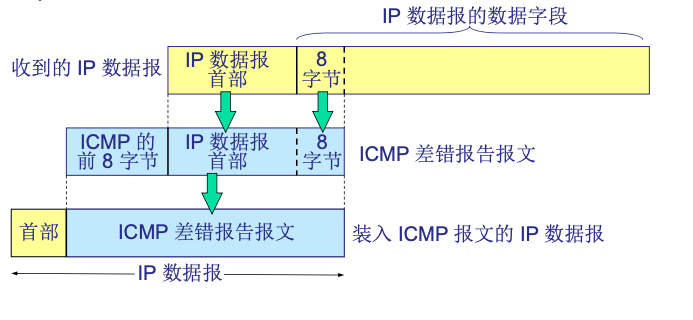 IP 数据报的数据字段
收到的 IP 数据报
IP 数据报
首部
8
字节
ICMP 的
前 8 字节
IP 数据报
首部
8
字节
ICMP 差错报告报文
首部
ICMP 差错报告报文
装入 ICMP 报文的 IP 数据报
IP 数据报